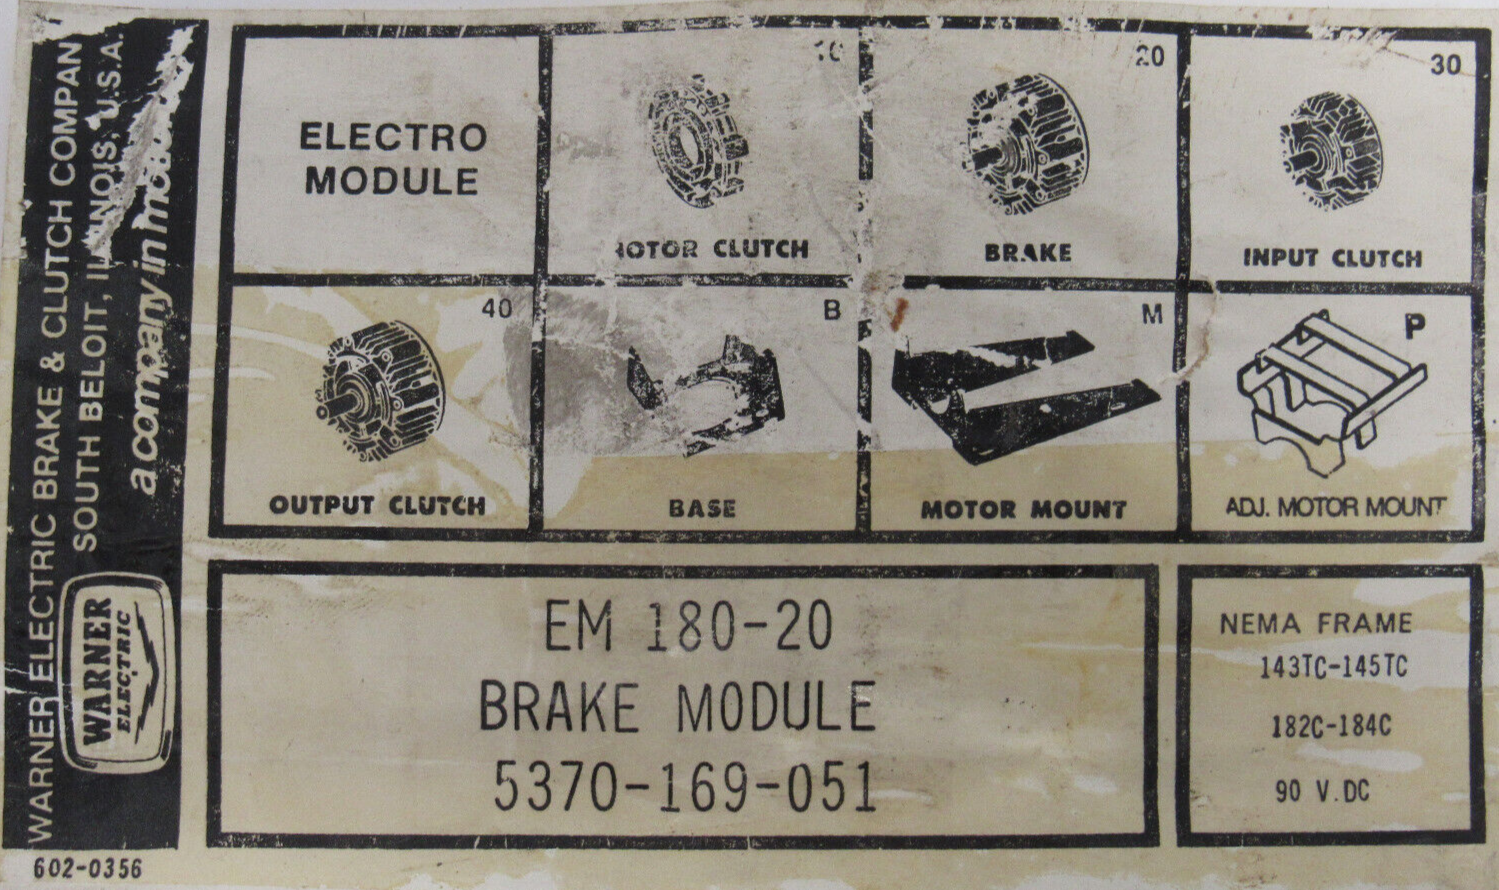 WARNER ELECTRIC BRAKE & CLUTCH COMPAN
SOUTH BELOIT, ILLINOIS, U.S.A.
a company in
WARNER
ELECTRIC
602-0356
ELECTRO
MODULE
10
OTOR CLUTCH
20
BRAKE
30
INPUT CLUTCH
40
OUTPUT CLUTCH
B
BASE
M
MOTOR MOUNT
P
ADJ. MOTOR MOUNT
EM 180-20
BRAKE MODULE
5370-169-051
NEMA FRAME
143TC-145TC
182C-184C
90 V.DC